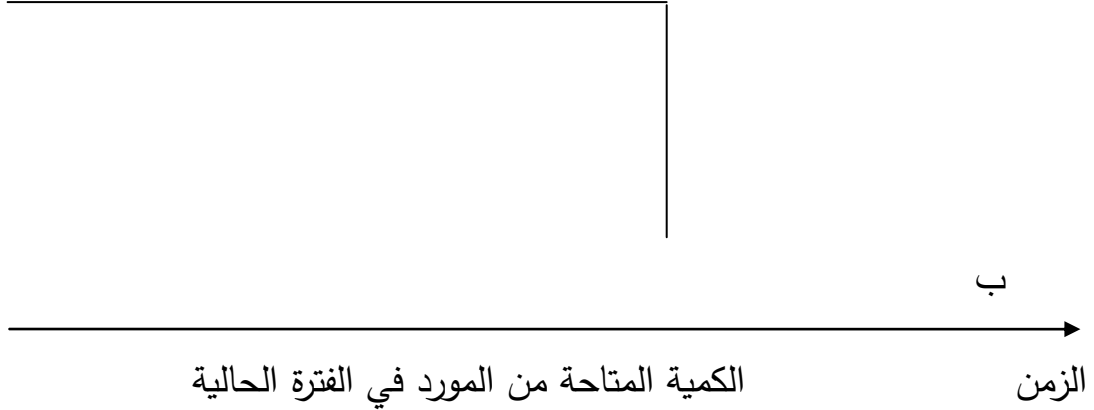 ب
الزمن
الكمية المتاحة من المورد في الفترة الحالية